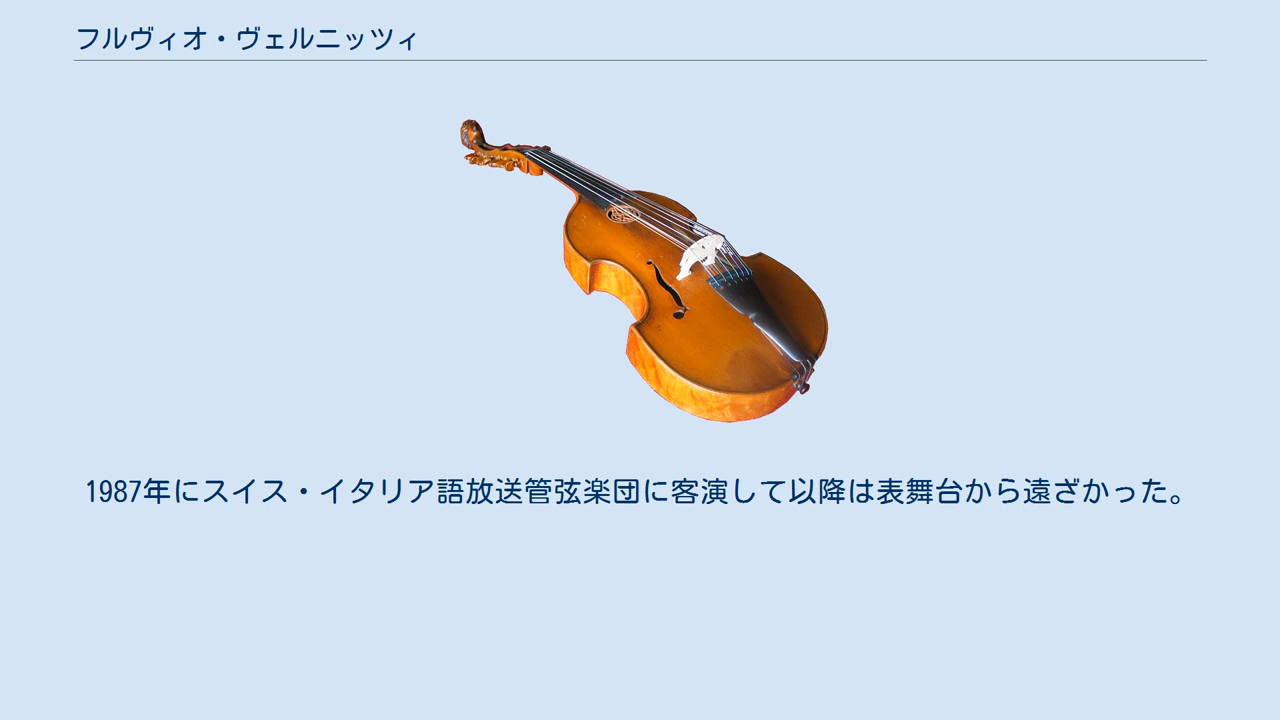 フルヴィオ・ヴェルニッツィ
1987年にスイス・イタリア語放送管弦楽団に客演して以降は表舞台から遠ざかった。